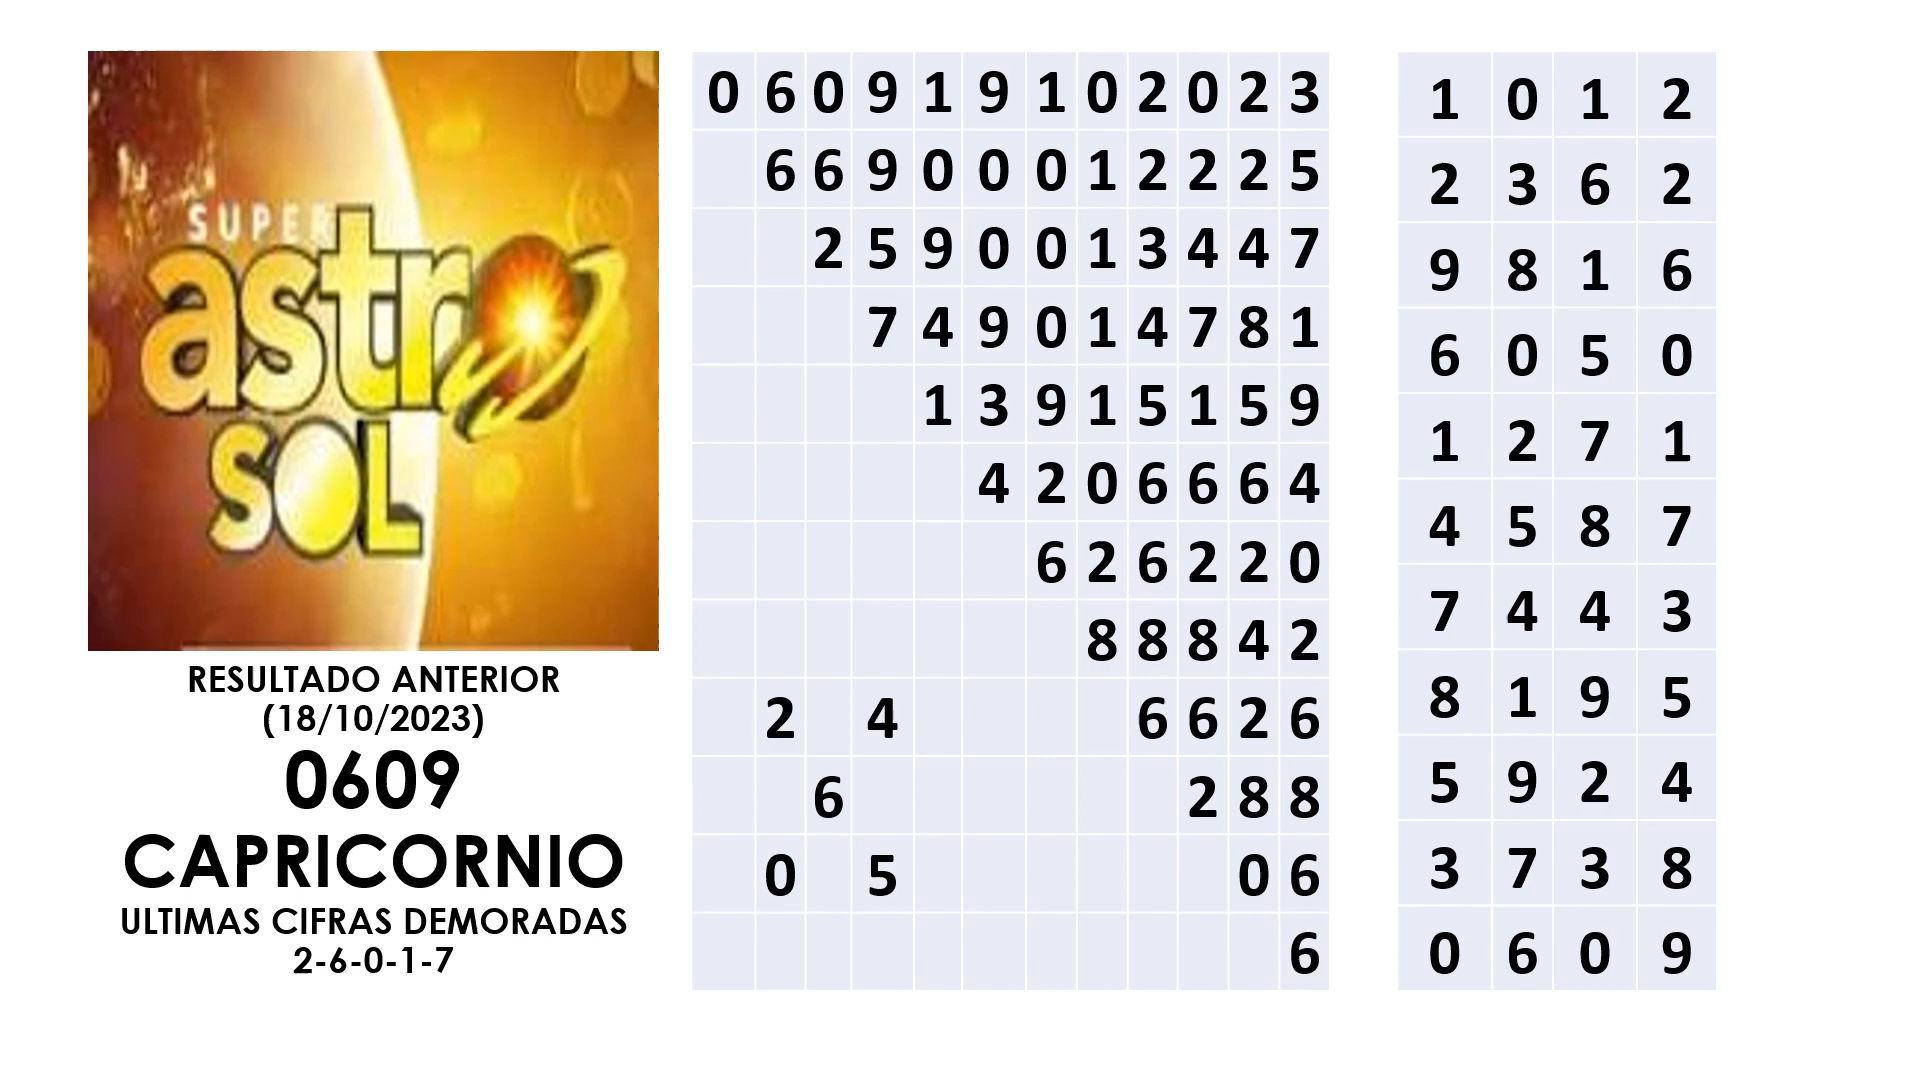 SUPER
astro
SOL
RESULTADO ANTERIOR
(18/10/2023)
0609
CAPRICORNIO
ULTIMAS CIFRAS DEMORADAS
2-6-0-1-7
0 6 0 9 1 9 1 0 2 0 2 3
6 6 9 0 0 0 1 2 2 2 5
2 5 9 0 0 1 3 4 4 7
7 4 9 0 1 4 7 8 1
1 3 9 1 5 1 5 9
4 2 0 6 6 6 4
6 2 6 2 2 0
8 8 8 4 2
2 4 6 6 2 6
6 2 8 8
0 5 0 6
6
1 0 1 2
2 3 6 2
9 8 1 6
6 0 5 0
1 2 7 1
4 5 8 7
7 4 4 3
8 1 9 5
5 9 2 4
3 7 3 8
0 6 0 9